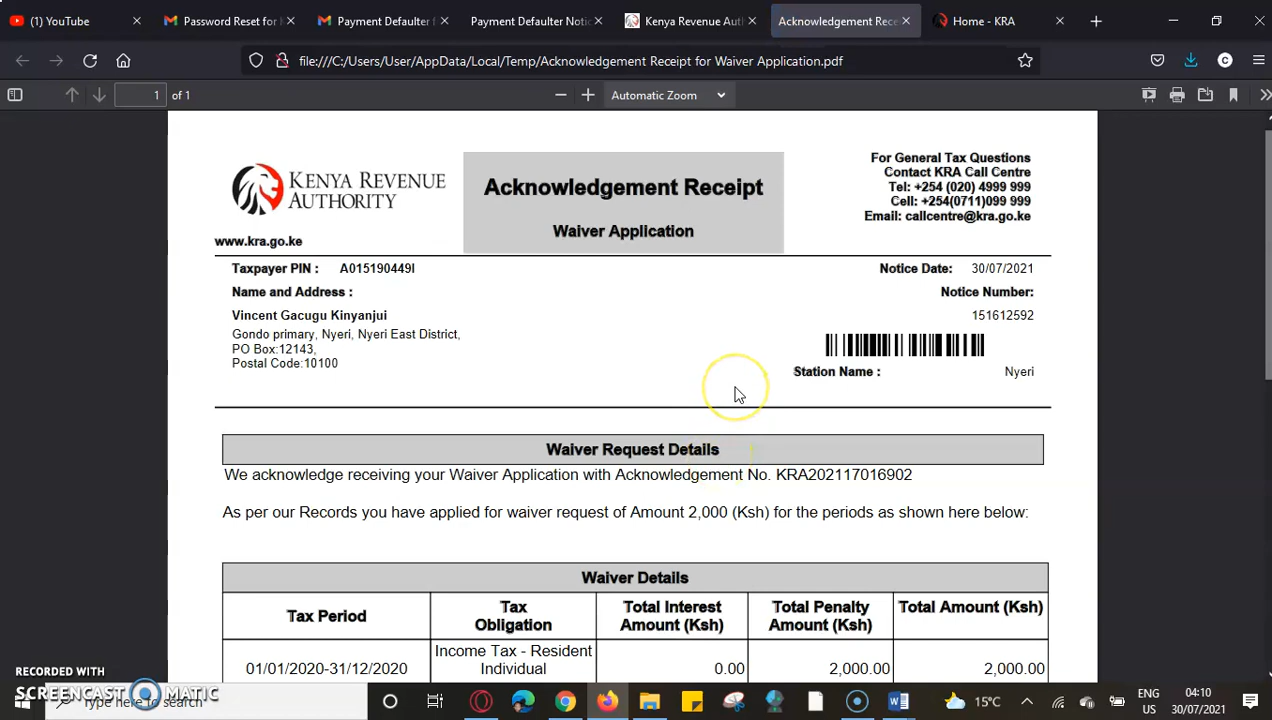 (1) YouTube
Password Reset for
Payment Defaulter
Payment Defaulter Notic
Kenya Revenue Aut
Acknowledgement Rece
Home - KRA
file:///C:/Users/User/AppData/Local/Temp/Acknowledgement Receipt for Waiver Application.pdf
C
1 of 1
Automatic Zoom
KENYA REVENUE
AUTHORITY
www.kra.go.ke
Acknowledgement Receipt
Waiver Application
For General Tax Questions
Contact KRA Call Centre
Tel: +254 (020) 4999 999
Cell: +254(0711)099 999
Email: callcentre@kra.go.ke
Taxpayer PIN : A015190449I
Notice Date: 30/07/2021
Name and Address :
Notice Number:
Vincent Gacugu Kinyanjui
151612592
Gondo primary, Nyeri, Nyeri East District,
PO Box:12143,
Postal Code:10100
Station Name : Nyeri
Waiver Request Details
We acknowledge receiving your Waiver Application with Acknowledgement No. KRA202117016902
As per our Records you have applied for waiver request of Amount 2,000 (Ksh) for the periods as shown here below:
Waiver Details
Tax Period
Tax
Obligation
Total Interest
Amount (Ksh)
Total Penalty
Amount (Ksh)
Total Amount (Ksh)
01/01/2020-31/12/2020
Income Tax - Resident
Individual
0.00
2,000.00
2,000.00
RECORDED WITH
SCREENCAST MATIC
Type here to search
15°C
ENG
US
04:10
30/07/2021